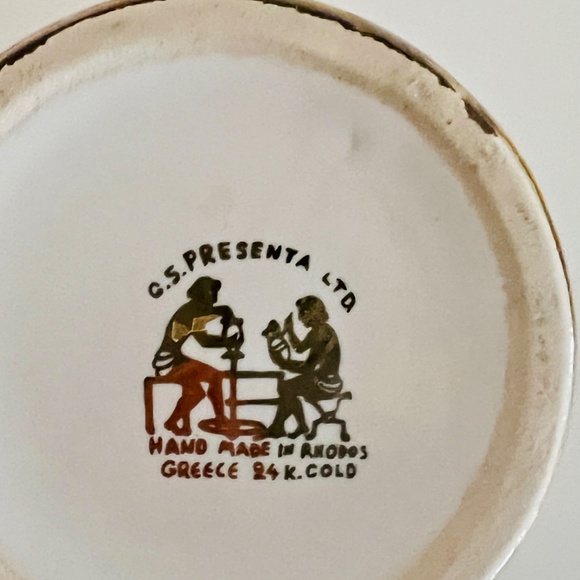 G.S.PRESENTA LTD.
HAND MADE IN RHODOS
GREECE 24 K. GOLD